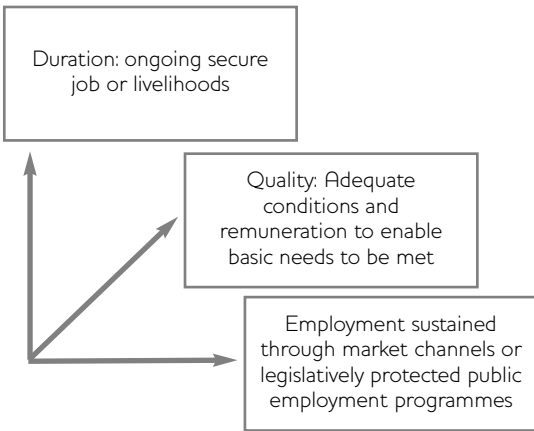 Duration: ongoing secure
job or livelihoods
Quality: Adequate
conditions and
remuneration to enable
basic needs to be met
Employment sustained
through market channels or
legislatively protected public
employment programmes